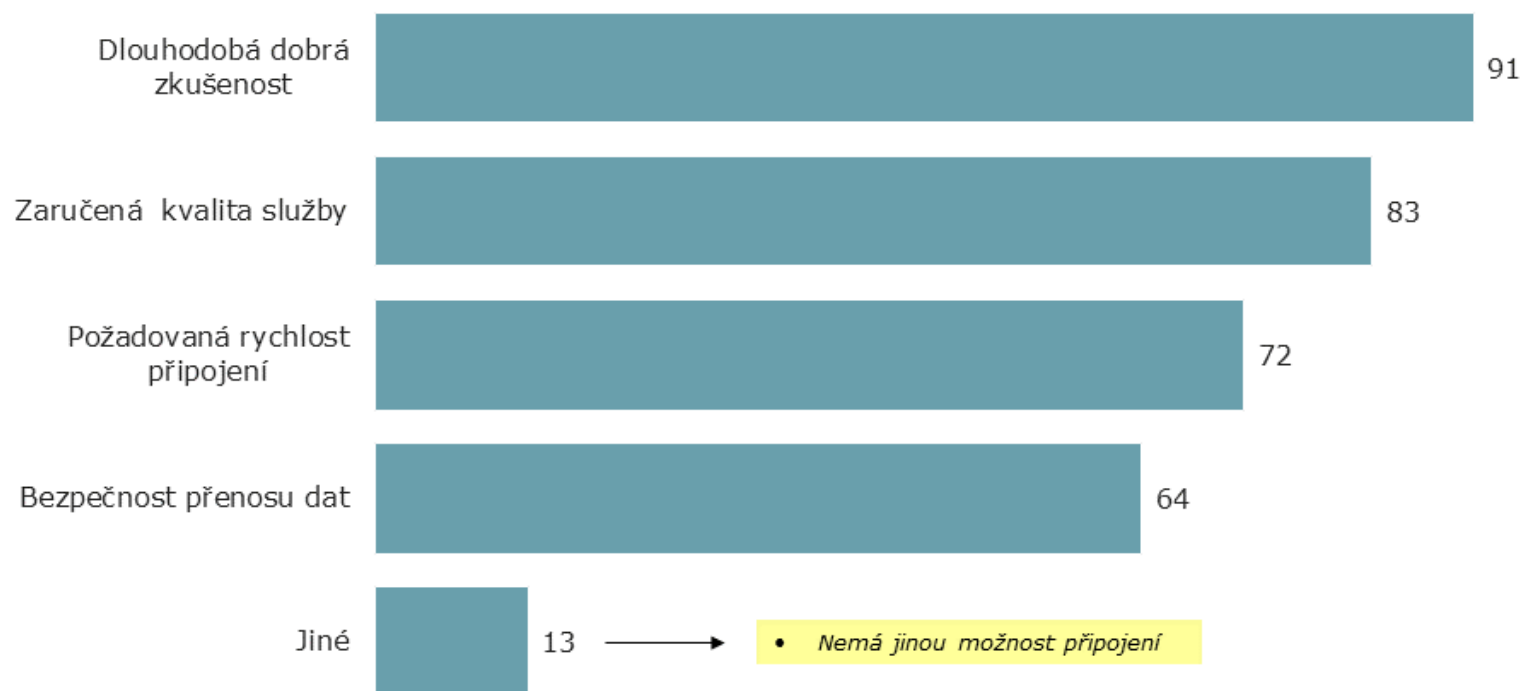 Dlouhodobá dobrá
zkušenost
91
Zaručená kvalita služby
83
Požadovaná rychlost
připojení
72
Bezpečnost přenosu dat
64
Jiné
13
• Nemá jinou možnost připojení